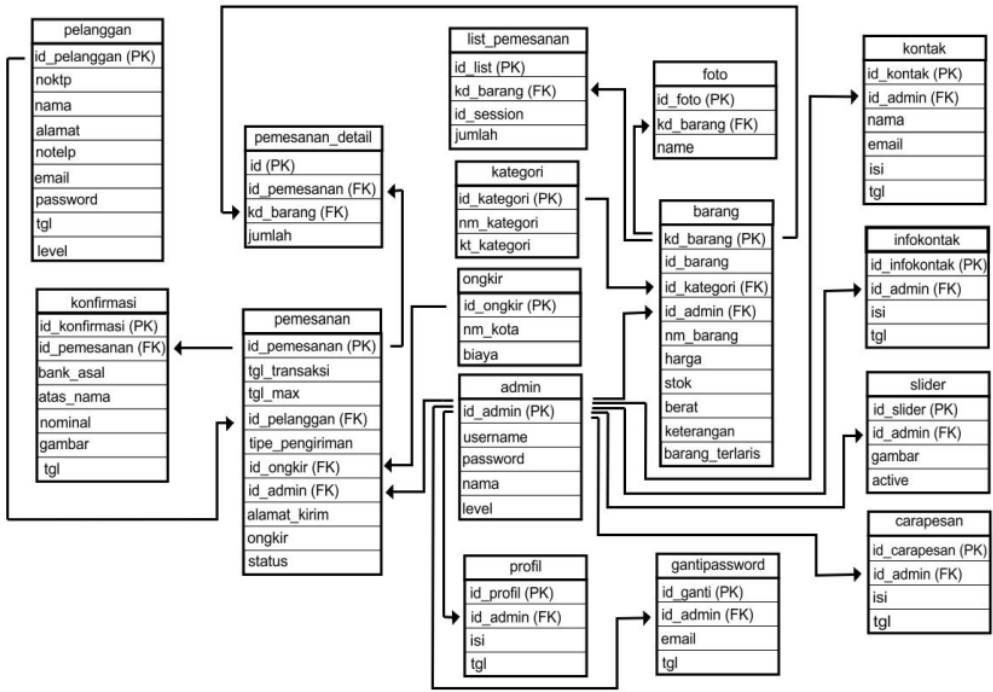 pelanggan
id_pelanggan (PK)
noktp
nama
alamat
notelp
email
password
tgl
level
konfirmasi
id_konfirmasi (PK)
id_pemesanan (FK)
bank_asal
atas_nama
nominal
gambar
tgl
pemesanan_detail
id (PK)
id_pemesanan (FK)
kd_barang (FK)
jumlah
pemesanan
id_pemesanan (PK)
tgl_transaksi
tgl_max
id_pelanggan (FK)
tipe_pengiriman
id_ongkir (FK)
id_admin (FK)
alamat_kirim
ongkir
status
list_pemesanan
id_list (PK)
kd_barang (FK)
id_session
jumlah
kategori
id_kategori (PK)
nm_kategori
kt_kategori
ongkir
id_ongkir (PK)
nm_kota
biaya
admin
id_admin (PK)
username
password
nama
level
profil
id_profil (PK)
id_admin (FK)
isi
tgl
foto
id_foto (PK)
kd_barang (FK)
name
barang
kd_barang (PK)
id_barang
id_kategori (FK)
id_admin (FK)
nm_barang
harga
stok
berat
keterangan
barang_terlaris
gantipassword
id_ganti (PK)
id_admin (FK)
email
tgl
kontak
id_kontak (PK)
id_admin (FK)
nama
email
isi
tgl
infokontak
id_infokontak (PK)
id_admin (FK)
isi
tgl
slider
id_slider (PK)
id_admin (FK)
gambar
active
carapesan
id_carapesan (PK)
id_admin (FK)
isi
tgl